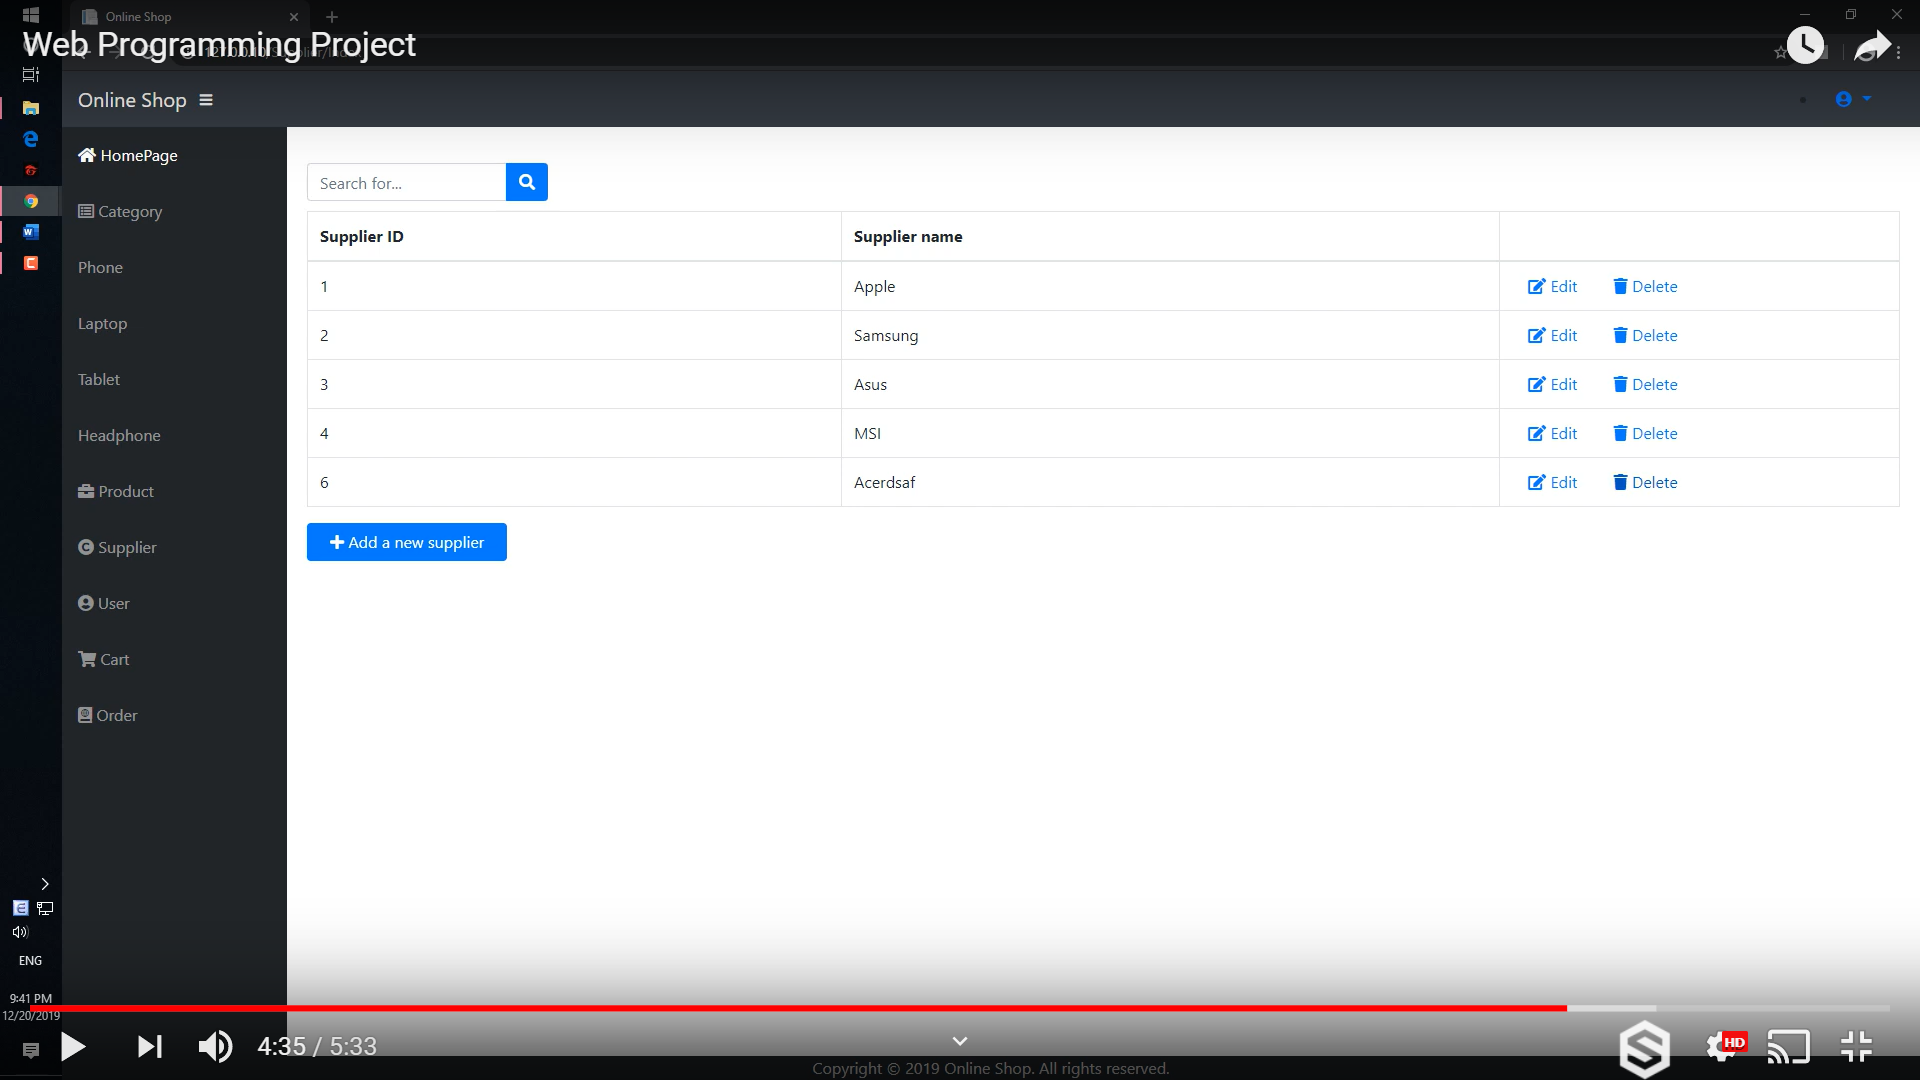 Online Shop
Web Programming Project
Online Shop
HomePage
Category
Phone
Laptop
Tablet
Headphone
Product
Supplier
User
Cart
Order
Search for...
Supplier ID Supplier name
1 Apple Edit Delete
2 Samsung Edit Delete
3 Asus Edit Delete
4 MSI Edit Delete
6 Acerdsaf Edit Delete
Add a new supplier
ENG
9:41 PM
12/20/2019
4:35 / 5:33
HD
Copyright © 2019 Online Shop. All rights reserved.